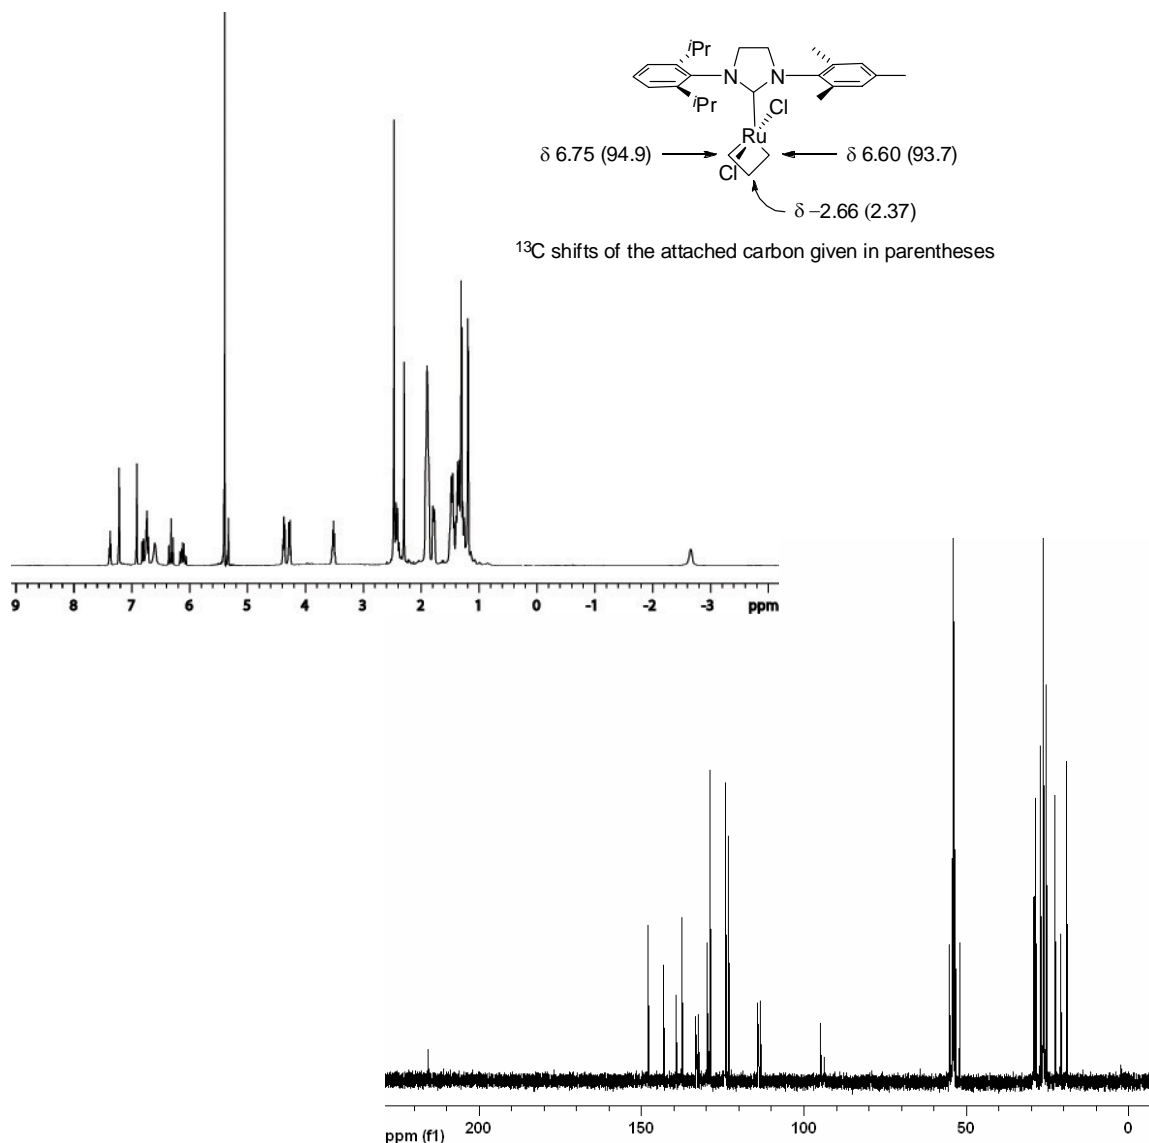 iPr
N N
iPr
Cl
Ru
δ 6.75 (94.9) δ 6.60 (93.7)
Cl
δ −2.66 (2.37)
13C shifts of the attached carbon given in parentheses
9 8 7 6 5 4 3 2 1 0 -1 -2 -3 ppm
200 100 50 0
ppm (f1)